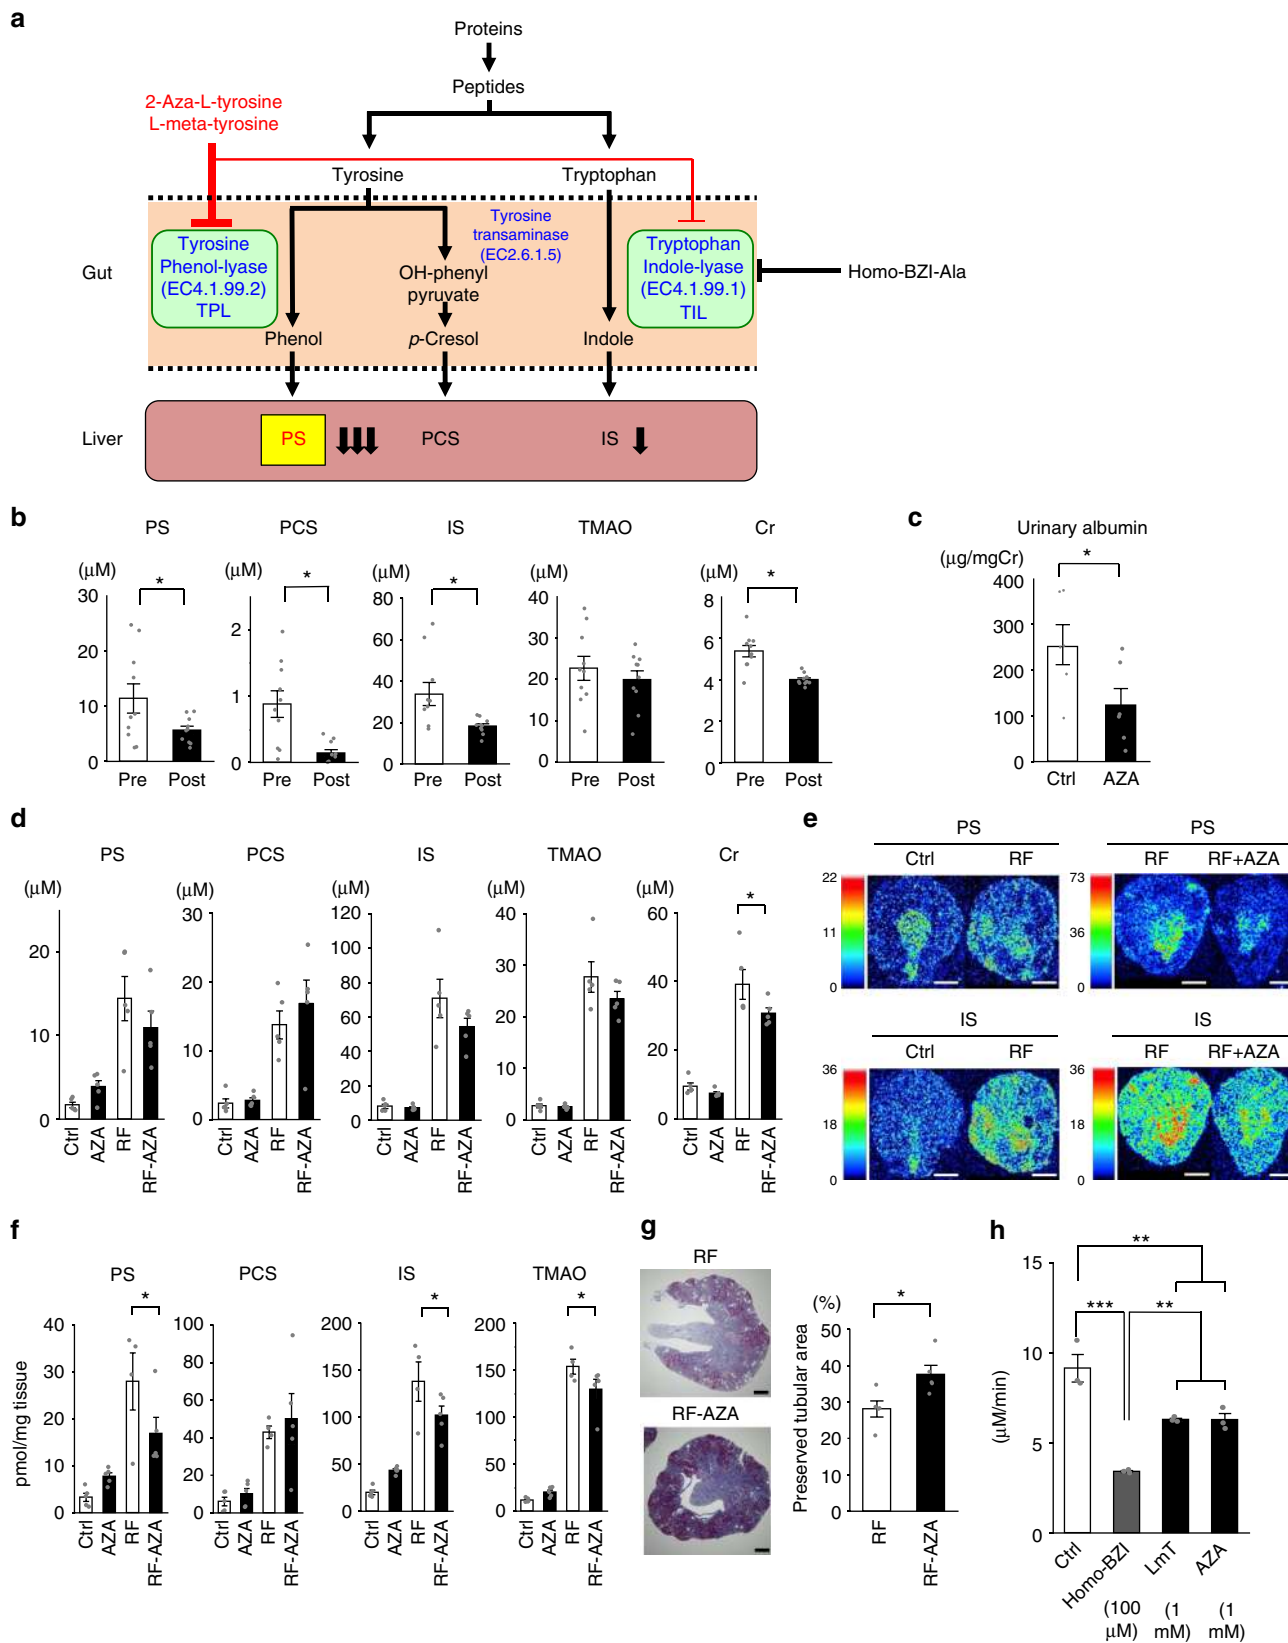 a
Proteins
Peptides
2-Aza-L-tyrosine
L-meta-tyrosine
Tyrosine
Tryptophan
Gut
Tyrosine
Phenol-lyase
(EC4.1.99.2)
TPL
Tyrosine
transaminase
(EC2.6.1.5)
OH-phenyl
pyruvate
Tryptophan
Indole-lyase
(EC4.1.99.1)
TIL
Homo-BZI-Ala
Phenol
p-Cresol
Indole
Liver
PS
PCS
IS
b
PS
(μM)
30
20
10
0
*
Pre
Post
PCS
(μM)
2
1
0
*
Pre
Post
IS
(μM)
80
60
40
20
0
*
Pre
Post
TMAO
(μM)
40
30
20
10
0
Pre
Post
Cr
(μM)
8
6
4
2
0
*
Pre
Post
c
Urinary albumin
(μg/mgCr)
400
300
200
100
0
*
Ctrl
AZA
d
PS
(μM)
20
10
0
Ctrl
AZA
RF
RF-AZA
PCS
(μM)
30
20
10
0
Ctrl
AZA
RF
RF-AZA
IS
(μM)
120
100
80
60
40
20
0
Ctrl
AZA
RF
RF-AZA
TMAO
(μM)
40
30
20
10
0
Ctrl
AZA
RF
RF-AZA
Cr
(μM)
60
40
20
0
*
Ctrl
AZA
RF
RF-AZA
e
PS
Ctrl RF
22
11
0
PS
RF RF+AZA
73
36
0
IS
Ctrl RF
36
18
0
IS
RF RF+AZA
36
18
0
f
pmol/mg tissue
PS
40
30
20
10
0
*
Ctrl
AZA
RF
RF-AZA
PCS
100
80
60
40
20
0
Ctrl
AZA
RF
RF-AZA
IS
200
150
100
50
0
*
Ctrl
AZA
RF
RF-AZA
TMAO
200
150
100
50
0
*
Ctrl
AZA
RF
RF-AZA
g
RF
RF-AZA
(%)
Preserved tubular area
50
40
30
20
10
0
*
RF
RF-AZA
h
(μM/min)
15
10
5
0
**
***
**
Ctrl
Homo-BZI
LmT
AZA
(100
μM)
(1
mM)
(1
mM)